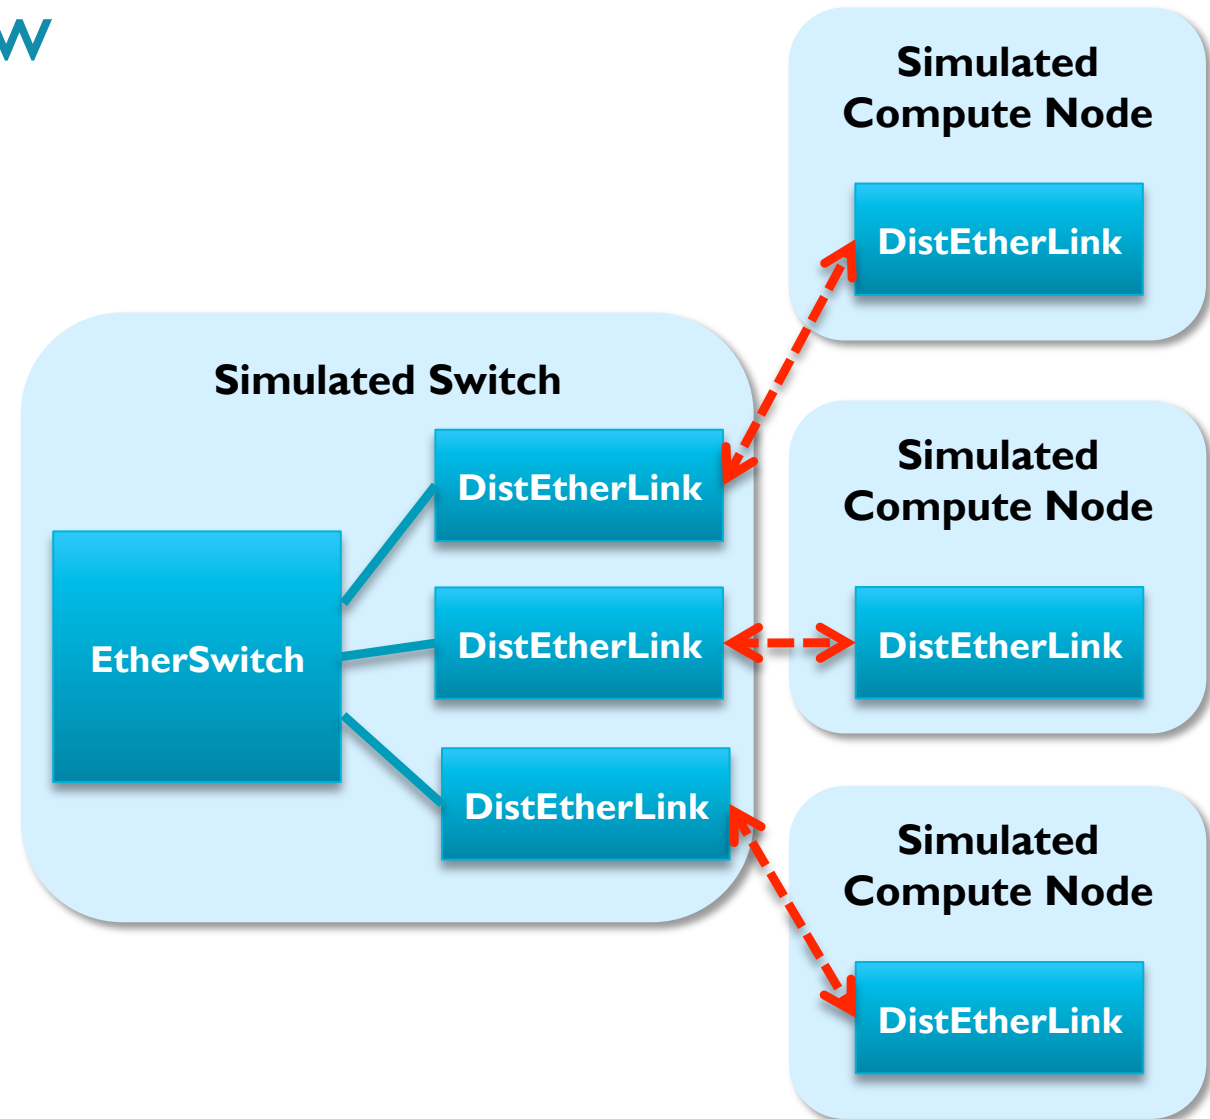 w
Simulated
Compute Node
DistEtherLink
Simulated Switch
DistEtherLink
DistEtherLink
DistEtherLink
EtherSwitch
Simulated
Compute Node
DistEtherLink
Simulated
Compute Node
DistEtherLink